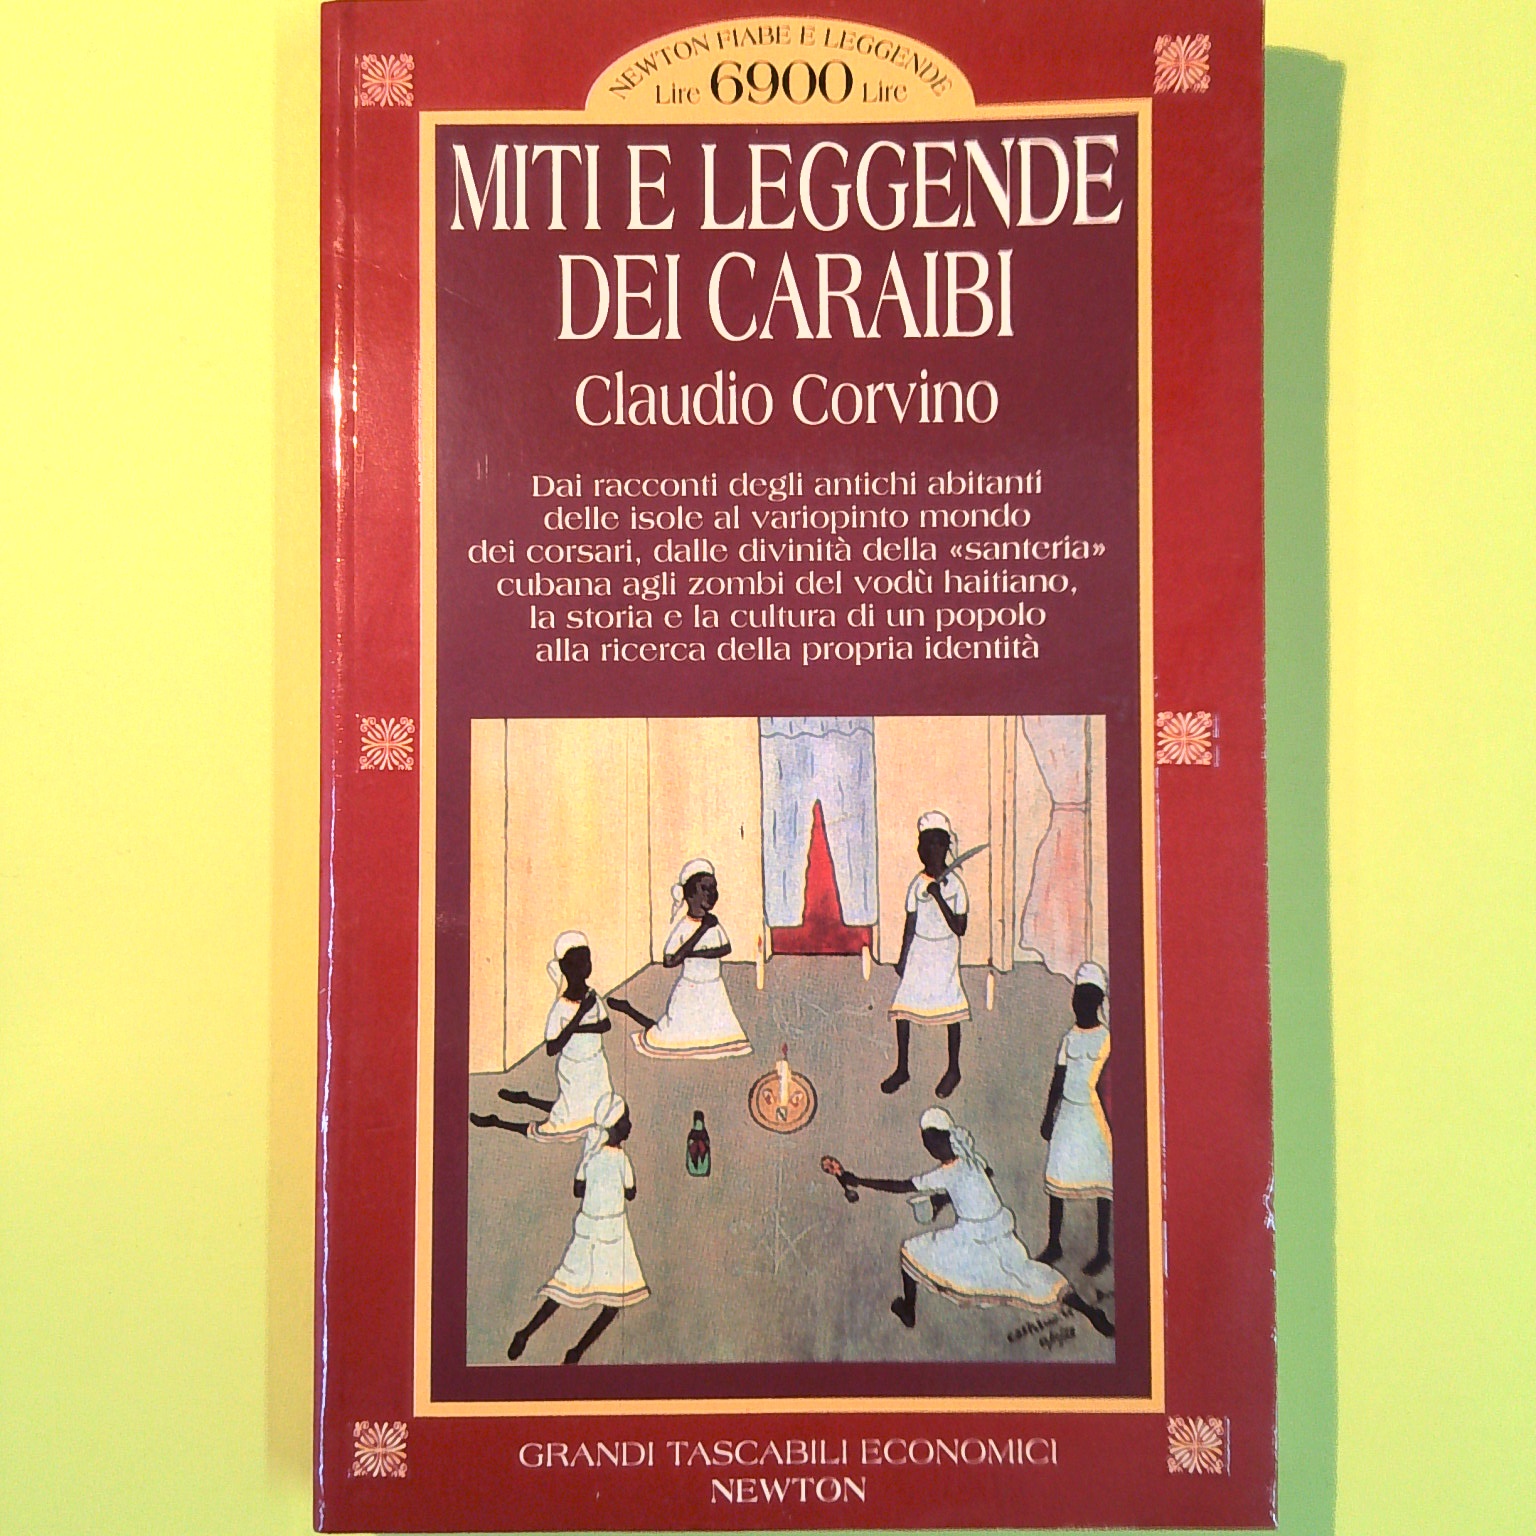 NEWTON FIABE E LEGGENDE
Lire 6900 Lire
MITI E LEGGENDE
DEI CARAIBI
Claudio Corvino
Dai racconti degli antichi abitanti
delle isole al variopinto mondo
dei corsari, dalle divinità della «santería»
cubana agli zombi del vodù haitiano,
la storia e la cultura di un popolo
alla ricerca della propria identità
GRANDI TASCABILI ECONOMICI
NEWTON